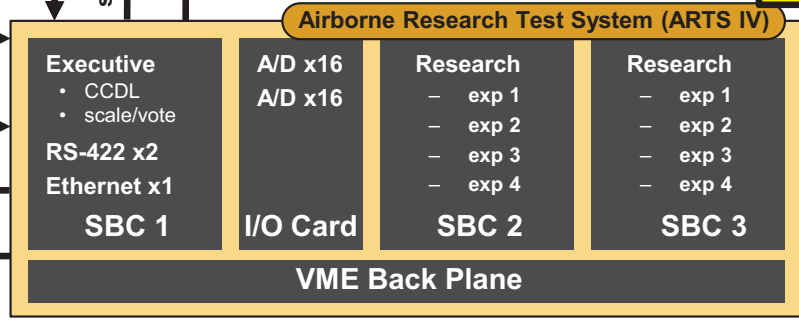 Airborne Research Test System (ARTS IV)
Executive
• CCDL
• scale/vote
RS-422 x2
Ethernet x1
SBC 1
A/D x16
A/D x16
I/O Card
Research
– exp 1
– exp 2
– exp 3
– exp 4
SBC 2
Research
– exp 1
– exp 2
– exp 3
– exp 4
SBC 3
VME Back Plane